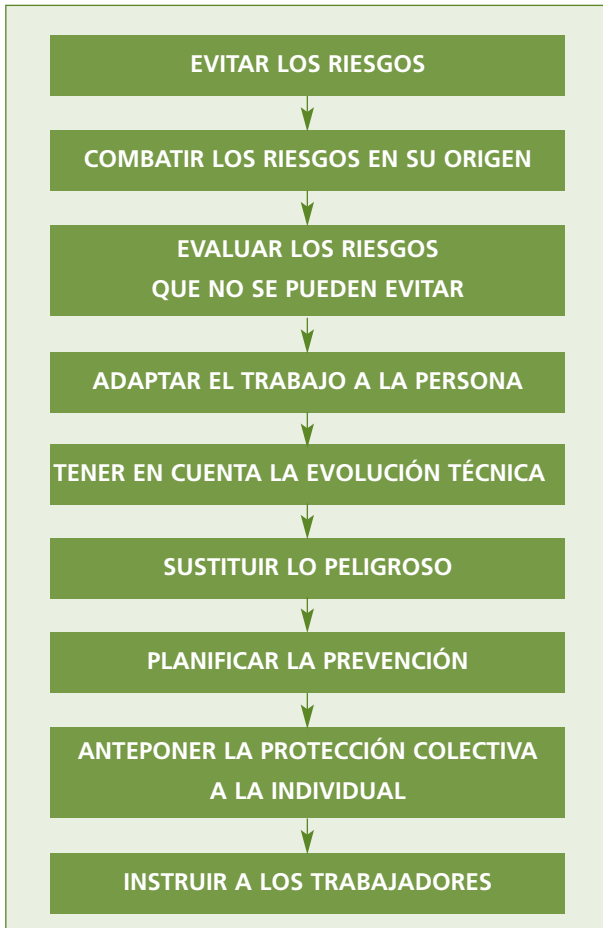 EVITAR LOS RIESGOS
COMBATIR LOS RIESGOS EN SU ORIGEN
EVALUAR LOS RIESGOS
QUE NO SE PUEDEN EVITAR
ADAPTAR EL TRABAJO A LA PERSONA
TENER EN CUENTA LA EVOLUCIÓN TÉCNICA
SUSTITUIR LO PELIGROSO
PLANIFICAR LA PREVENCIÓN
ANTEPONER LA PROTECCIÓN COLECTIVA
A LA INDIVIDUAL
INSTRUIR A LOS TRABAJADORES